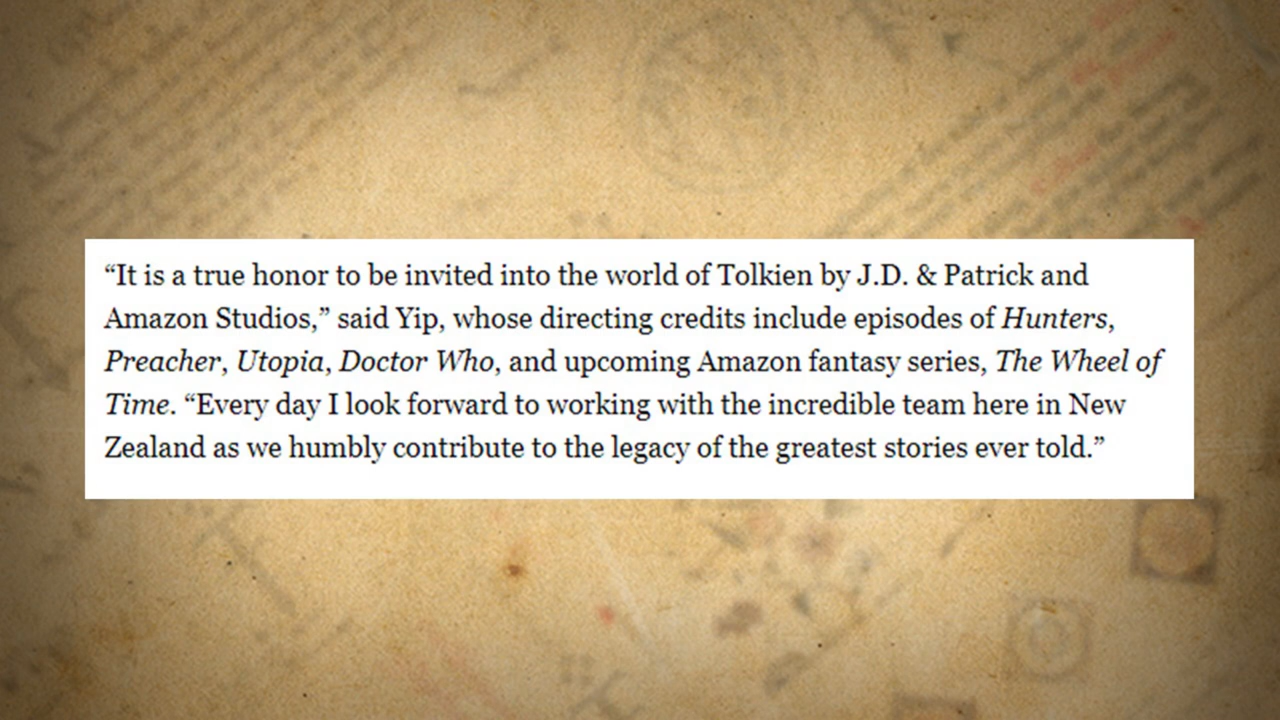 “It is a true honor to be invited into the world of Tolkien by J.D. & Patrick and
Amazon Studios,” said Yip, whose directing credits include episodes of Hunters,
Preacher, Utopia, Doctor Who, and upcoming Amazon fantasy series, The Wheel of
Time. “Every day I look forward to working with the incredible team here in New
Zealand as we humbly contribute to the legacy of the greatest stories ever told.”